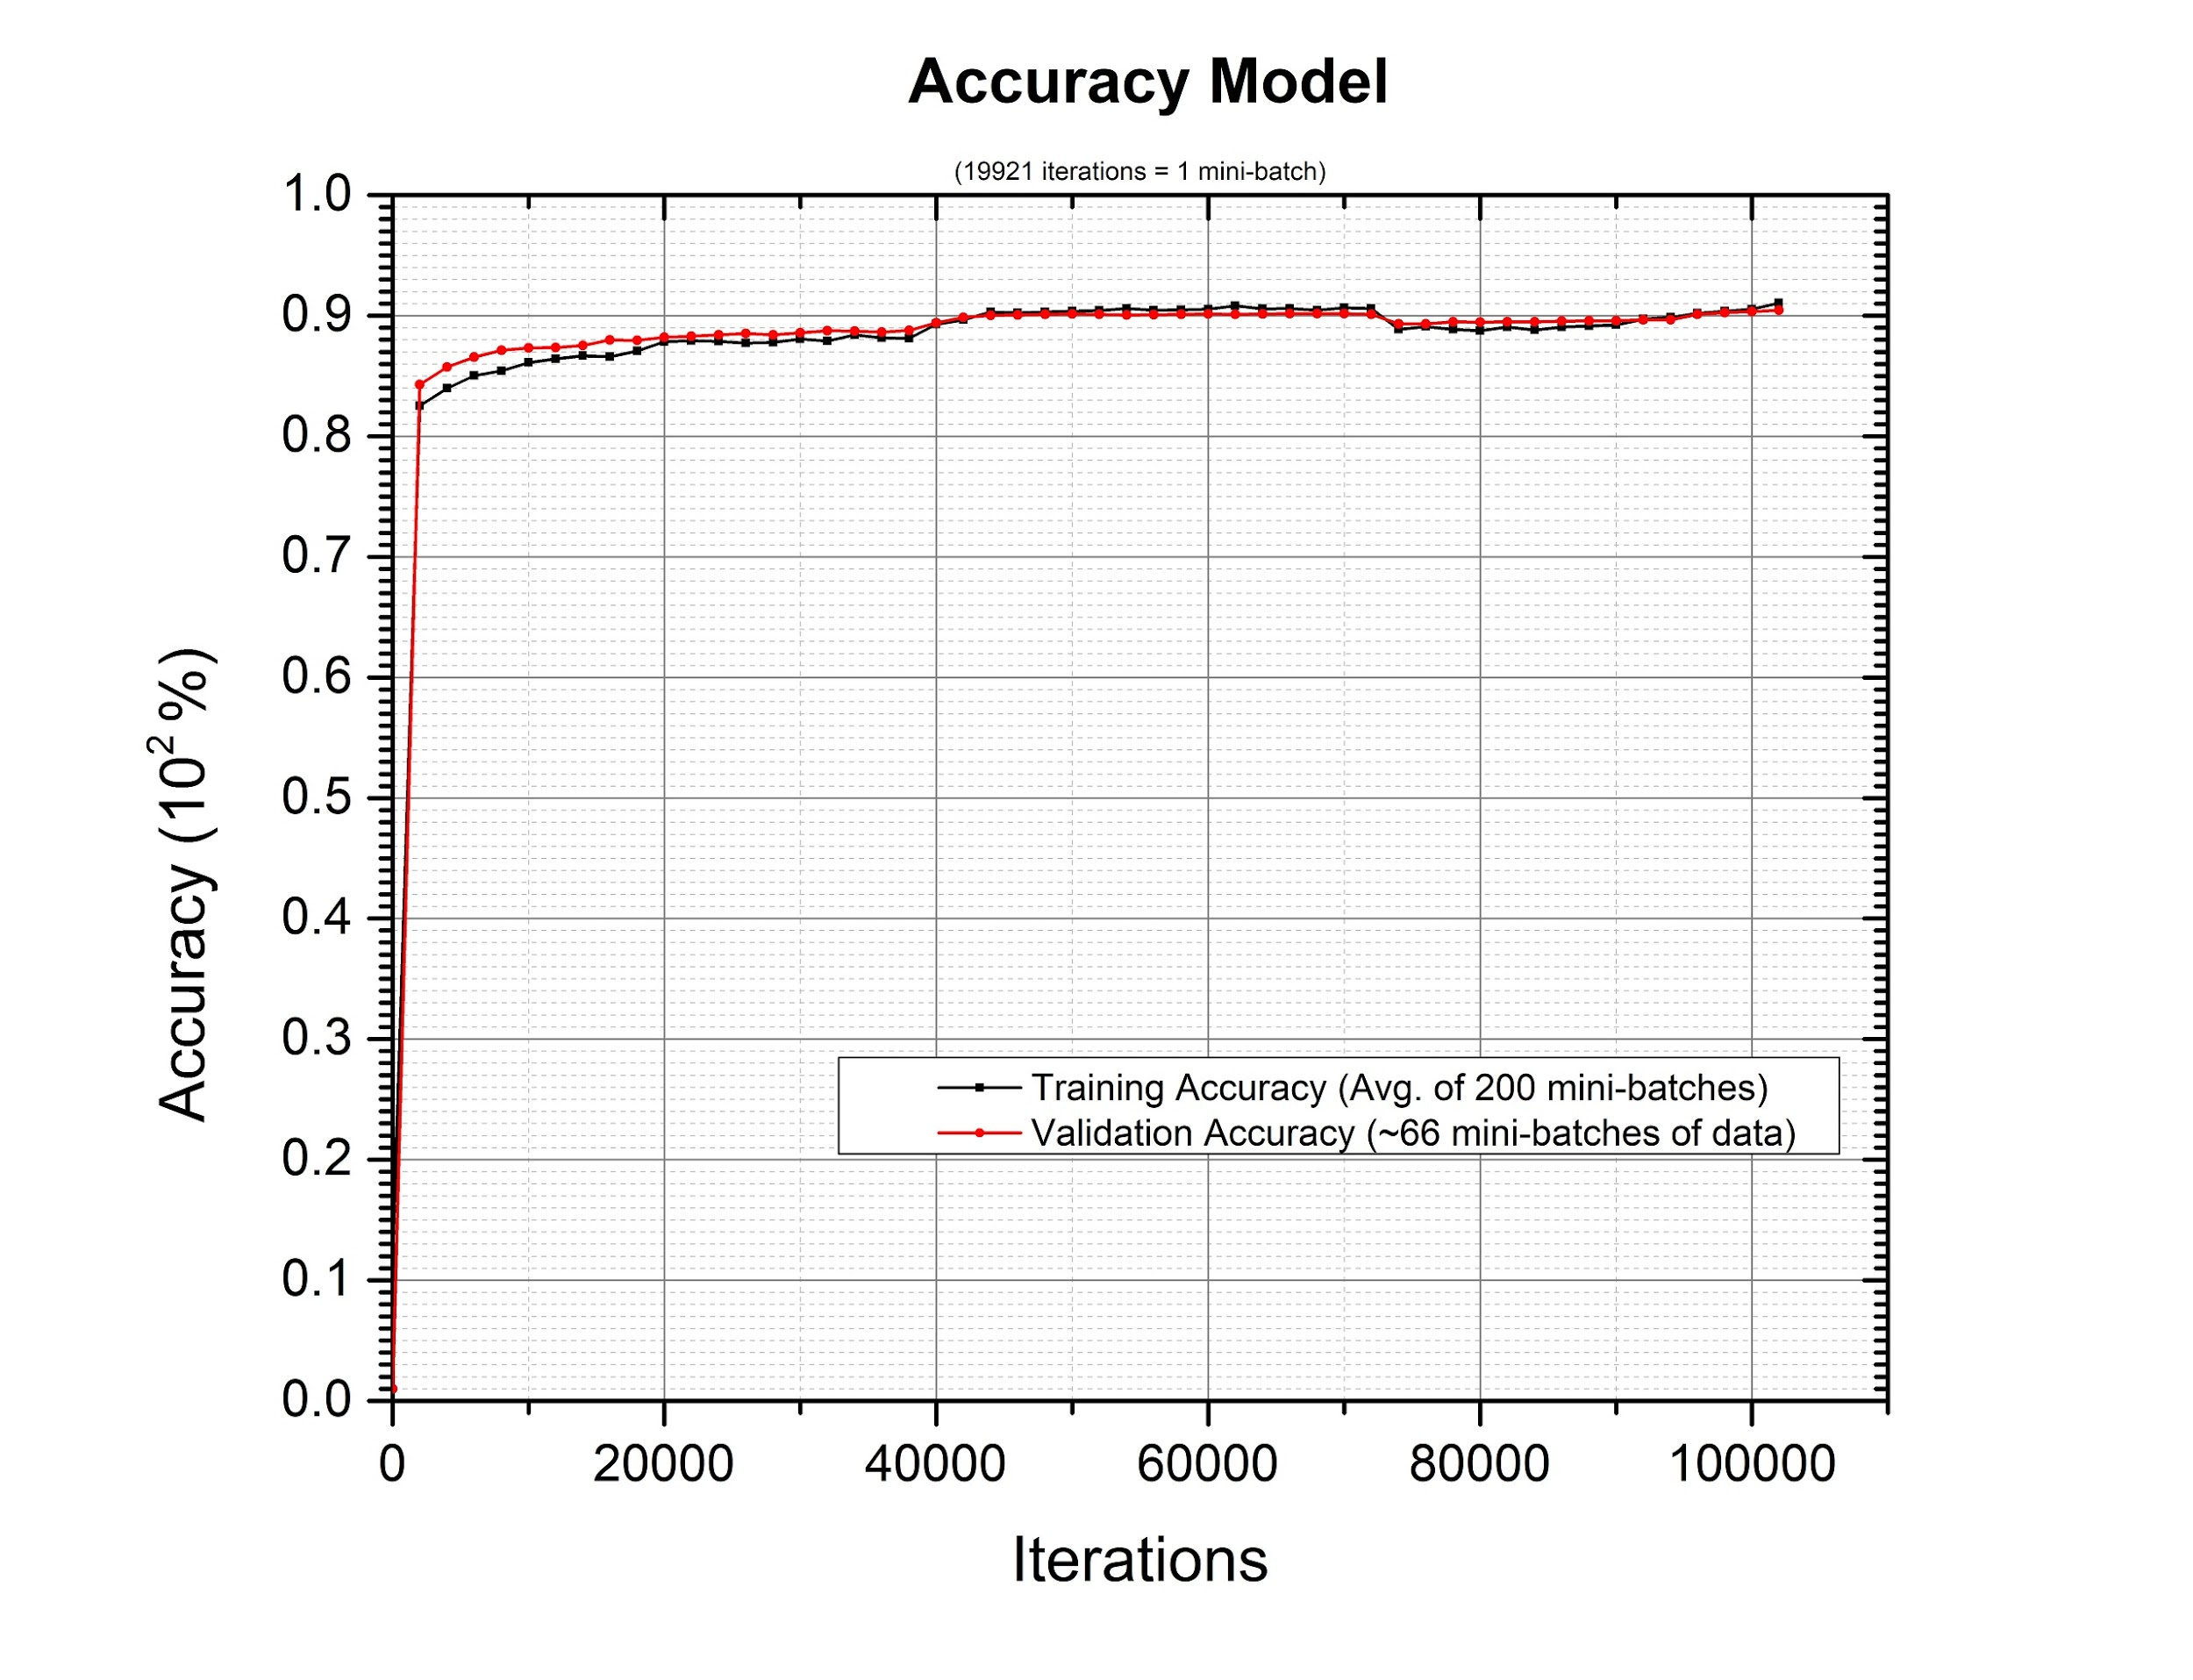 Accuracy Model
(19921 iterations = 1 mini-batch)
1.0
0.9
0.8
0.7
0.6
0.5
0.4
0.3
0.2
0.1
0.0
Accuracy (10² %)
Training Accuracy (Avg. of 200 mini-batches)
Validation Accuracy (~66 mini-batches of data)
0 20000 40000 60000 80000 100000
Iterations